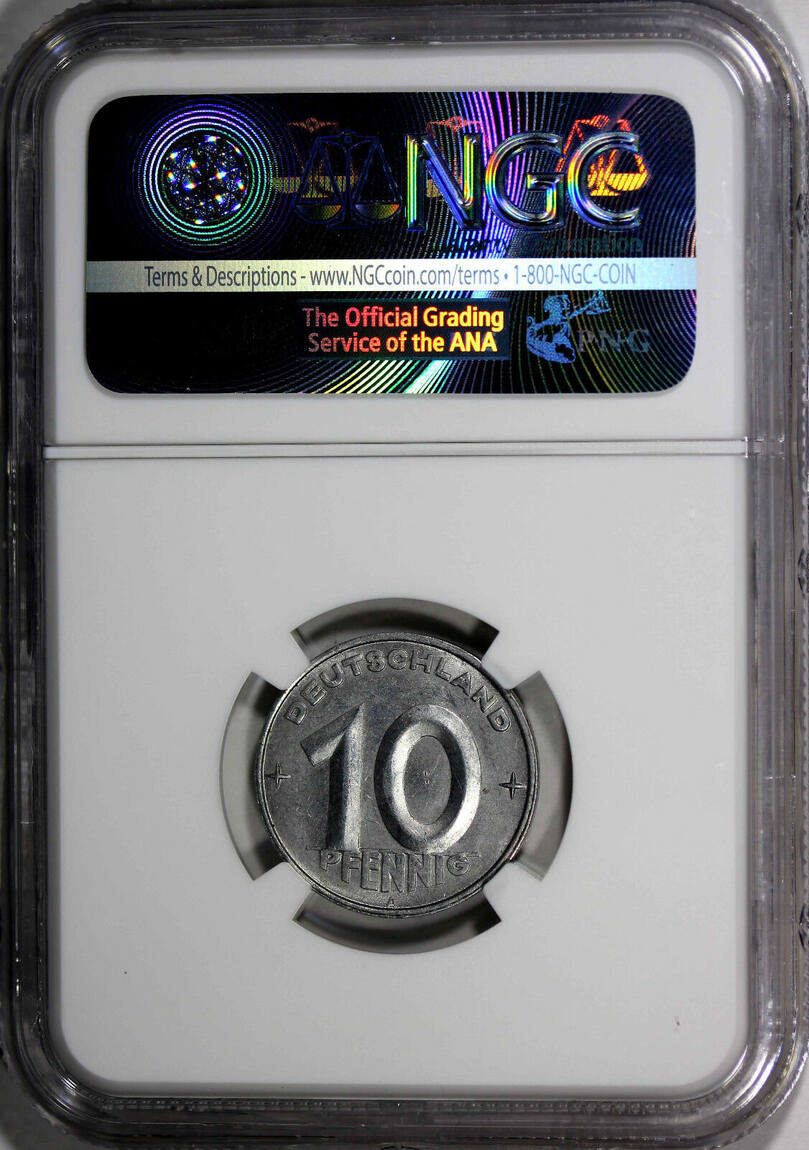 NGC
Corporation
Terms & Descriptions - www.NGCcoin.com/terms • 1-800-NGC-COIN
The Official Grading
Service of the ANA
PNG
DEUTSCHLAND
10
PFENNIG
A